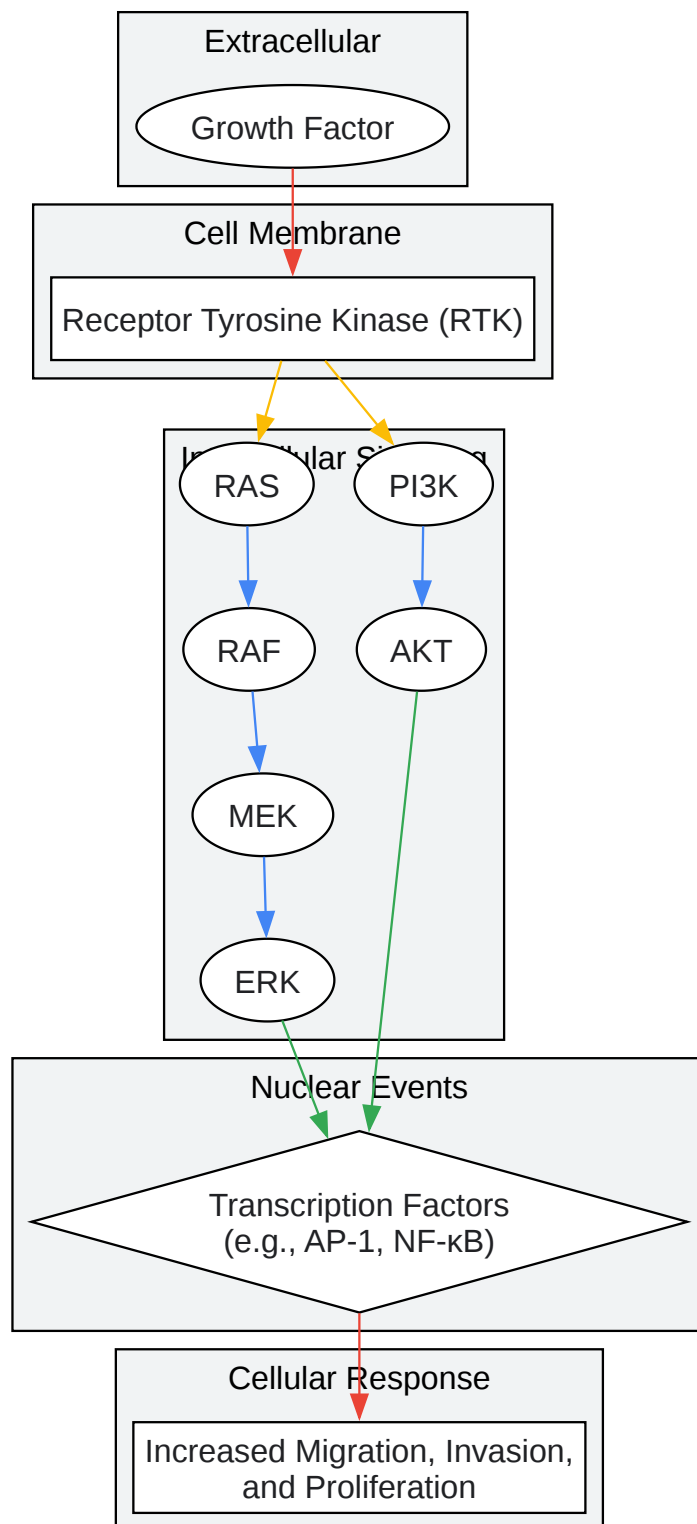 Extracellular
Growth Factor
Cell Membrane
Receptor Tyrosine Kinase (RTK)
RAS
PI3K
RAF
AKT
MEK
ERK
Nuclear Events
Transcription Factors
(e.g., AP-1, NF-κB)
Cellular Response
Increased Migration, Invasion,
and Proliferation